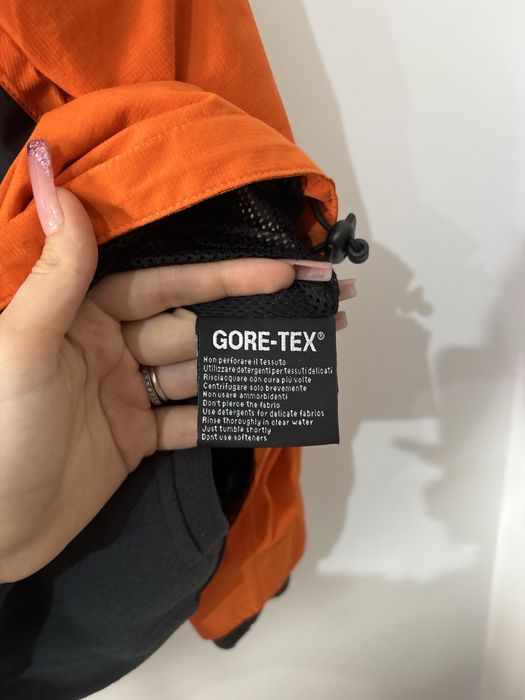 GORE-TEX®
Non perforare il tessuto
Utilizzare detergenti per tessuti delicati
Risciacquare con cura più volte
Centrifugare solo brevemente
Non usare ammorbidenti
Don't pierce the fabric
Use detergents for delicate fabrics
Rinse thoroughly in clear water
Just tumble shortly
Dont use softeners